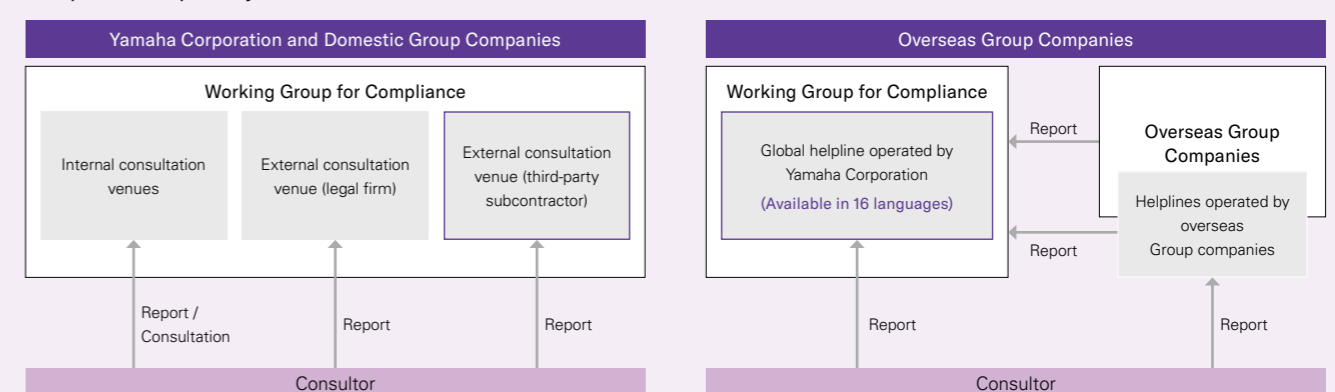 Yamaha Corporation and Domestic Group Companies
Working Group for Compliance
Internal consultation
venues
External consultation
venue (legal firm)
External consultation
venue (third-party
subcontractor)
Report /
Consultation
Report
Report
Consultor
Overseas Group Companies
Working Group for Compliance
Global helpline operated by
Yamaha Corporation
(Available in 16 languages)
Report
Report
Overseas Group
Companies
Helplines operated by
overseas
Group companies
Report
Report
Consultor